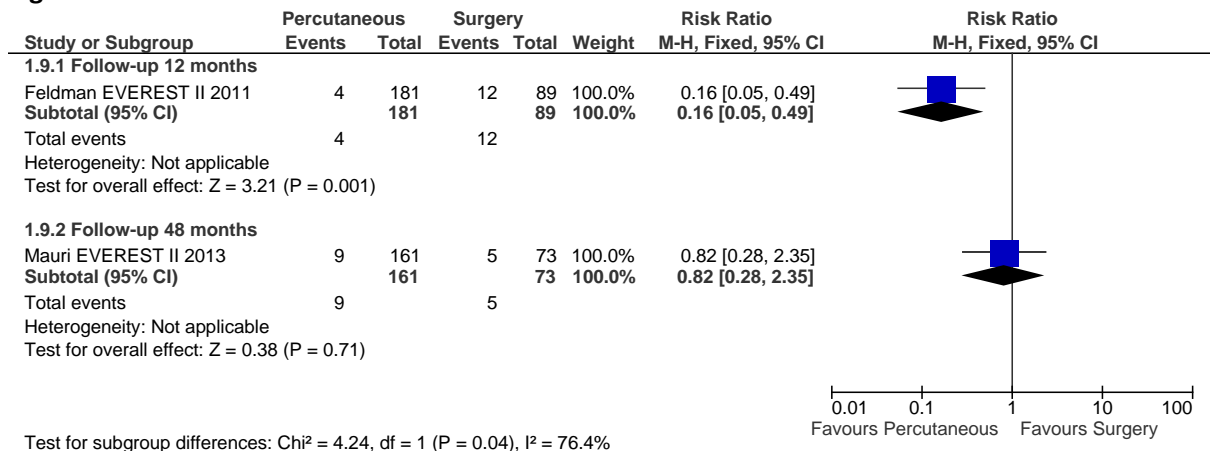 Percutaneous Surgery Risk Ratio Risk Ratio
Study or Subgroup Events Total Events Total Weight M-H, Fixed, 95% CI M-H, Fixed, 95% CI
1.9.1 Follow-up 12 months
Feldman EVEREST II 2011 4 181 12 89 100.0% 0.16 [0.05, 0.49]
Subtotal (95% CI) 181 89 100.0% 0.16 [0.05, 0.49]
Total events 4 12
Heterogeneity: Not applicable
Test for overall effect: Z = 3.21 (P = 0.001)
1.9.2 Follow-up 48 months
Mauri EVEREST II 2013 9 161 5 73 100.0% 0.82 [0.28, 2.35]
Subtotal (95% CI) 161 73 100.0% 0.82 [0.28, 2.35]
Total events 9 5
Heterogeneity: Not applicable
Test for overall effect: Z = 0.38 (P = 0.71)
0.01 0.1 1 10 100
Favours Percutaneous Favours Surgery
Test for subgroup differences: Chi² = 4.24, df = 1 (P = 0.04), I² = 76.4%